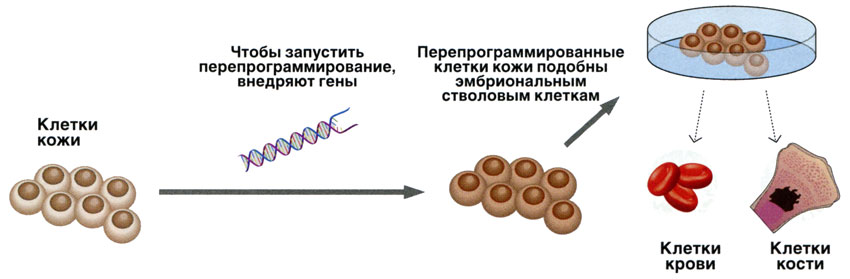 Клетки
кожи
Чтобы запустить
перепрограммирование,
внедряют гены
Перепрограммированные
клетки кожи подобны
эмбриональным
стволовым клеткам
Клетки
крови
Клетки
кости